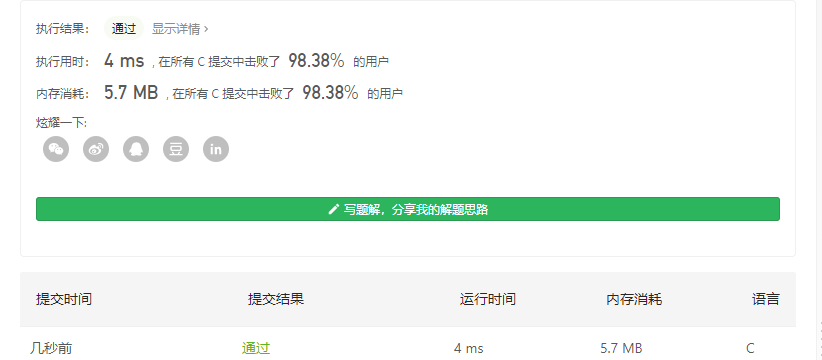 执行结果： 通过 显示详情 ›
执行用时： 4 ms , 在所有 C 提交中击败了 98.38% 的用户
内存消耗： 5.7 MB , 在所有 C 提交中击败了 98.38% 的用户
炫耀一下:
豆 in
写题解，分享我的解题思路
提交时间 提交结果 运行时间 内存消耗 语言
几秒前 通过 4 ms 5.7 MB C